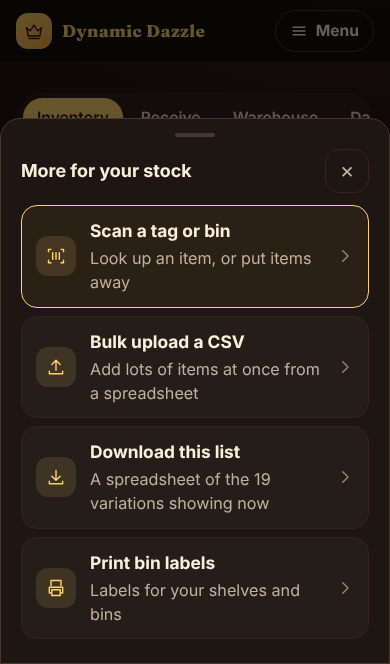 Dynamic Dazzle
Menu
Inventory Receive Warehouse Da
More for your stock
Scan a tag or bin
Look up an item, or put items
away
Bulk upload a CSV
Add lots of items at once from
a spreadsheet
Download this list
A spreadsheet of the 19
variations showing now
Print bin labels
Labels for your shelves and
bins